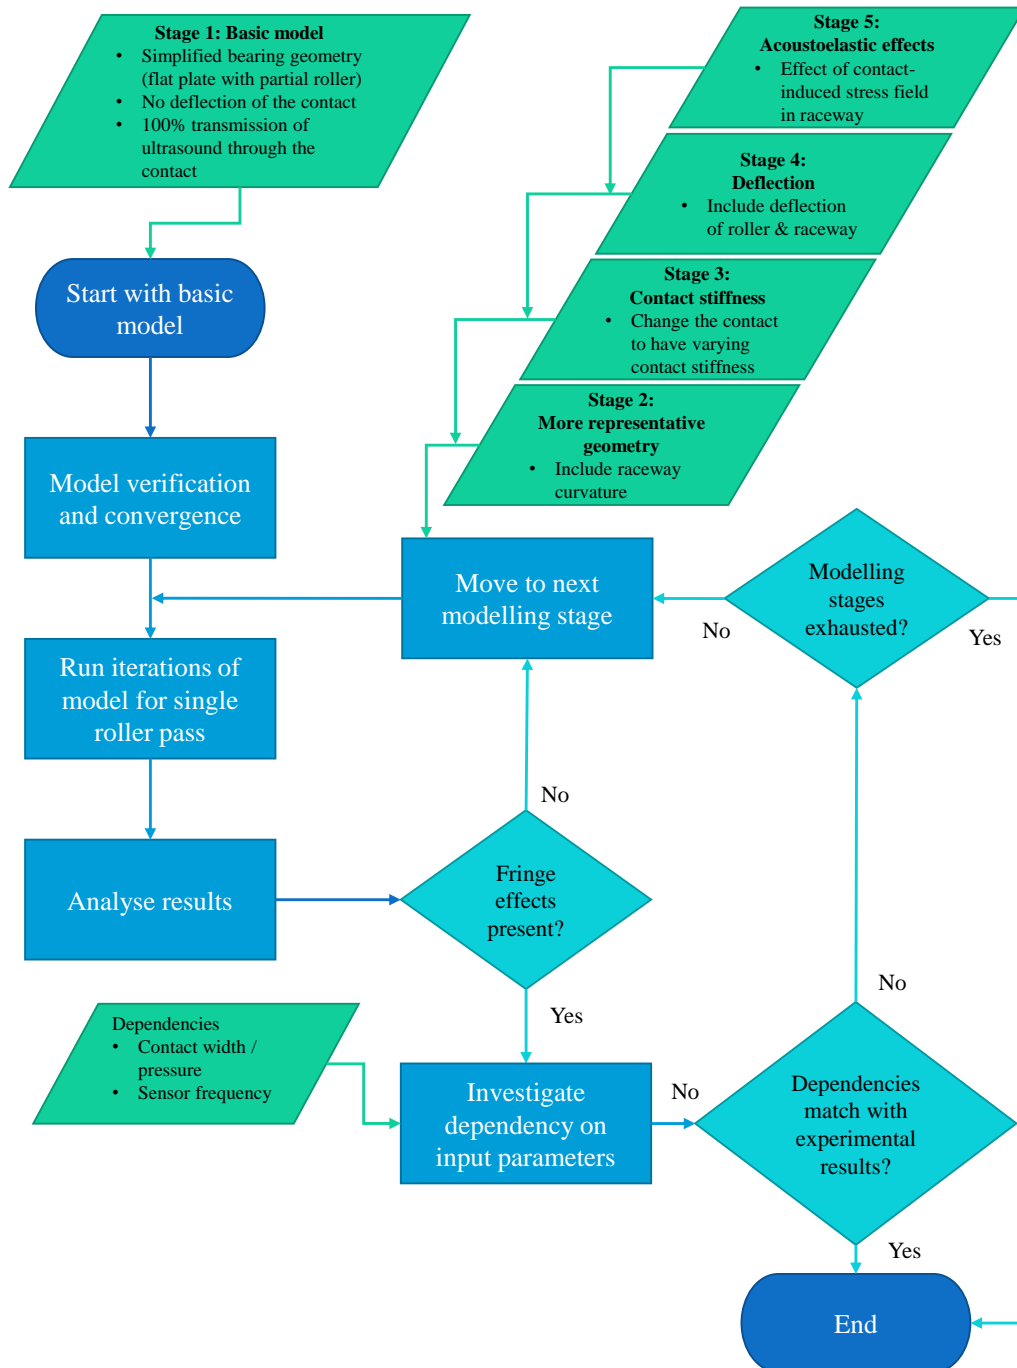 Stage 1: Basic model
• Simplified bearing geometry
(flat plate with partial roller)
• No deflection of the contact
• 100% transmission of
ultrasound through the
contact
Stage 5:
Acoustoelastic effects
• Effect of contact-
induced stress field
in raceway
Stage 4:
Deflection
• Include deflection
of roller & raceway
Stage 3:
Contact stiffness
• Change the contact
to have varying
contact stiffness
Stage 2:
More representative
geometry
• Include raceway
curvature
Start with basic
model
Model verification
and convergence
Move to next
modelling stage
Modelling
stages
exhausted?
No
Yes
Run iterations of
model for single
roller pass
No
Analyse results
Fringe
effects
present?
No
Yes
Dependencies
• Contact width /
pressure
• Sensor frequency
Investigate
dependency on
input parameters
No
Dependencies
match with
experimental
results?
Yes
End